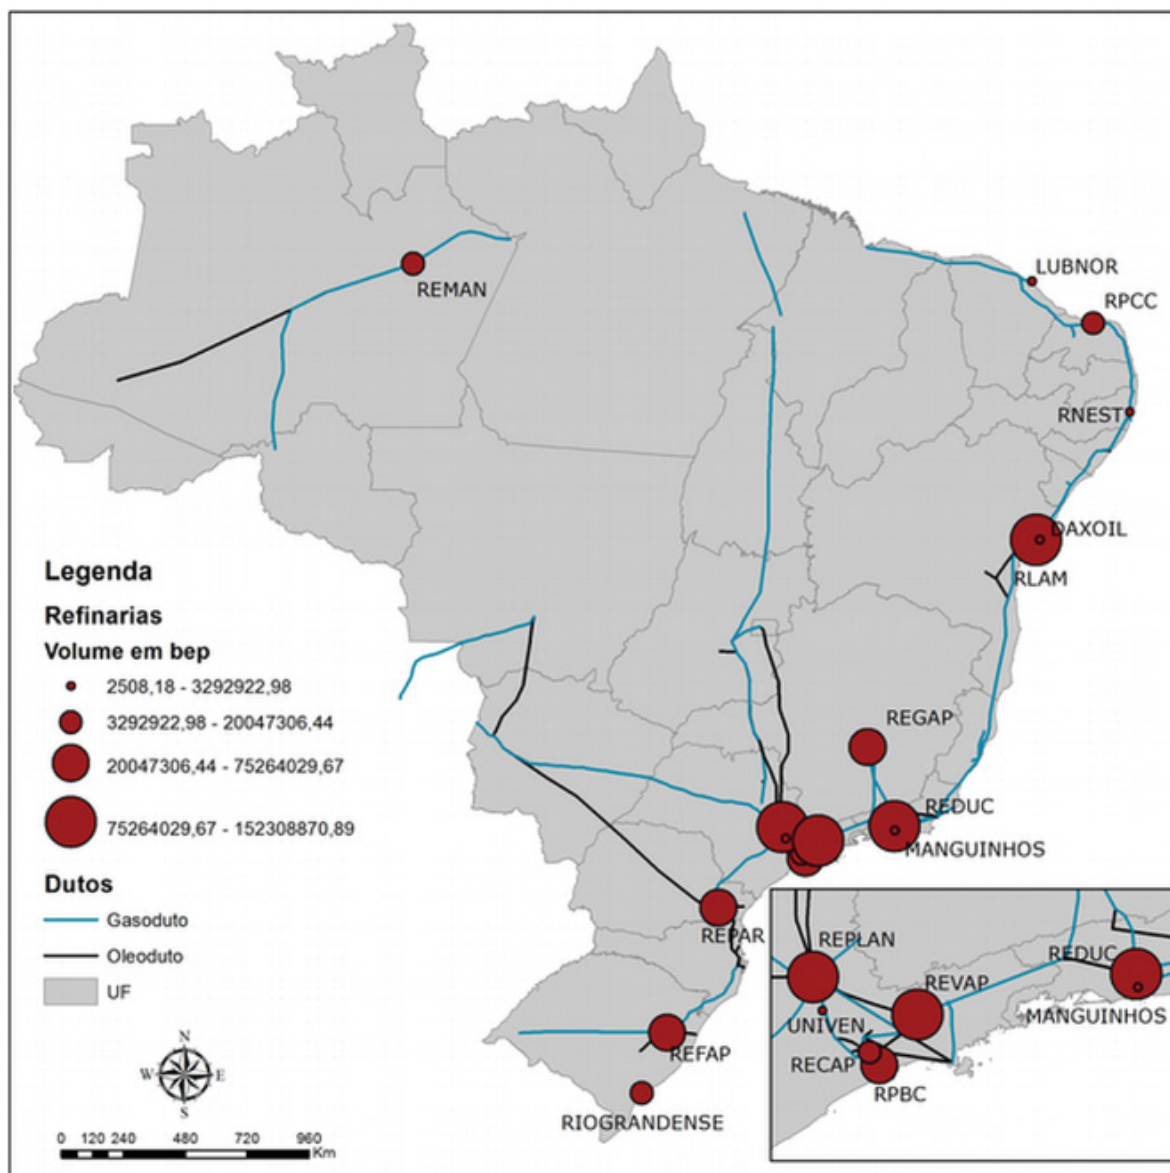 LUBNOR
RPCC
REMAN
RNEST
DAXOIL
RLAM
REGAP
REDUC
MANGUINHOS
REPAR
REFAP
RIOGRANDENSE
Legenda
Refinarias
Volume em bep
2508,18 - 3292922,98
3292922,98 - 20047306,44
20047306,44 - 75264029,67
75264029,67 - 152308870,89
Dutos
Gasoduto
Oleoduto
UF
N
W E
S
0 120 240 480 720 960
Km
REPLAN
REDUC
REVAP
UNIVEN
MANGUINHOS
RECAP
RPBC